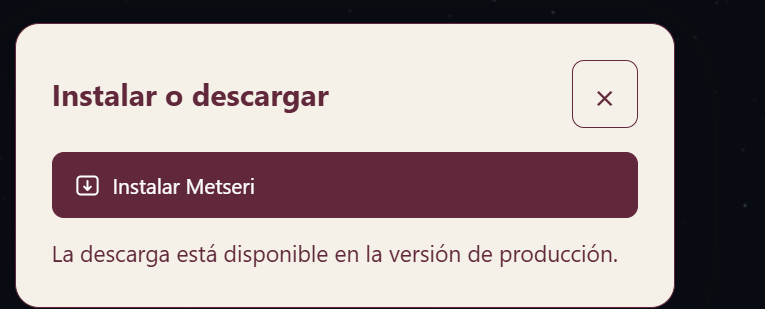 Instalar o descargar
Instalar Metseri
La descarga está disponible en la versión de producción.